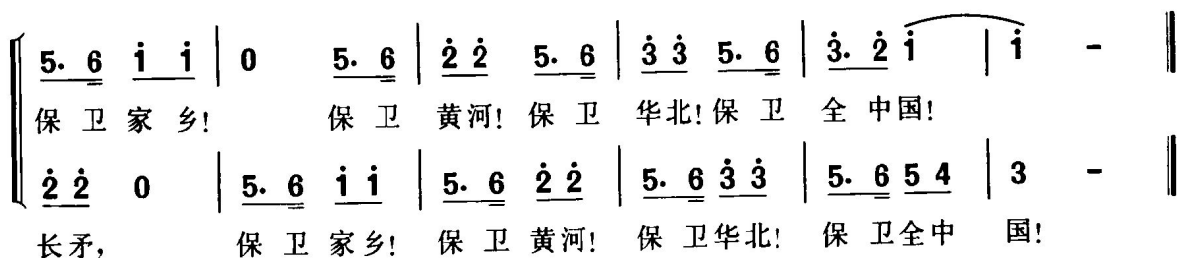 5. 6 i̇ i̇ | 0 5. 6 | 2̇ 2̇ 5. 6 | 3̇ 3̇ 5. 6 | 3̇. 2̇ i̇ | i̇ - ‖
保 卫 家 乡! 保 卫 黄河! 保 卫 华北! 保 卫 全 中国!
2̇ 2̇ 0 | 5. 6 i̇ i̇ | 5. 6 2̇ 2̇ | 5. 6 3̇ 3̇ | 5. 6 5 4 | 3 - ‖
长矛, 保 卫 家乡! 保 卫 黄河! 保 卫华北! 保 卫全中 国!